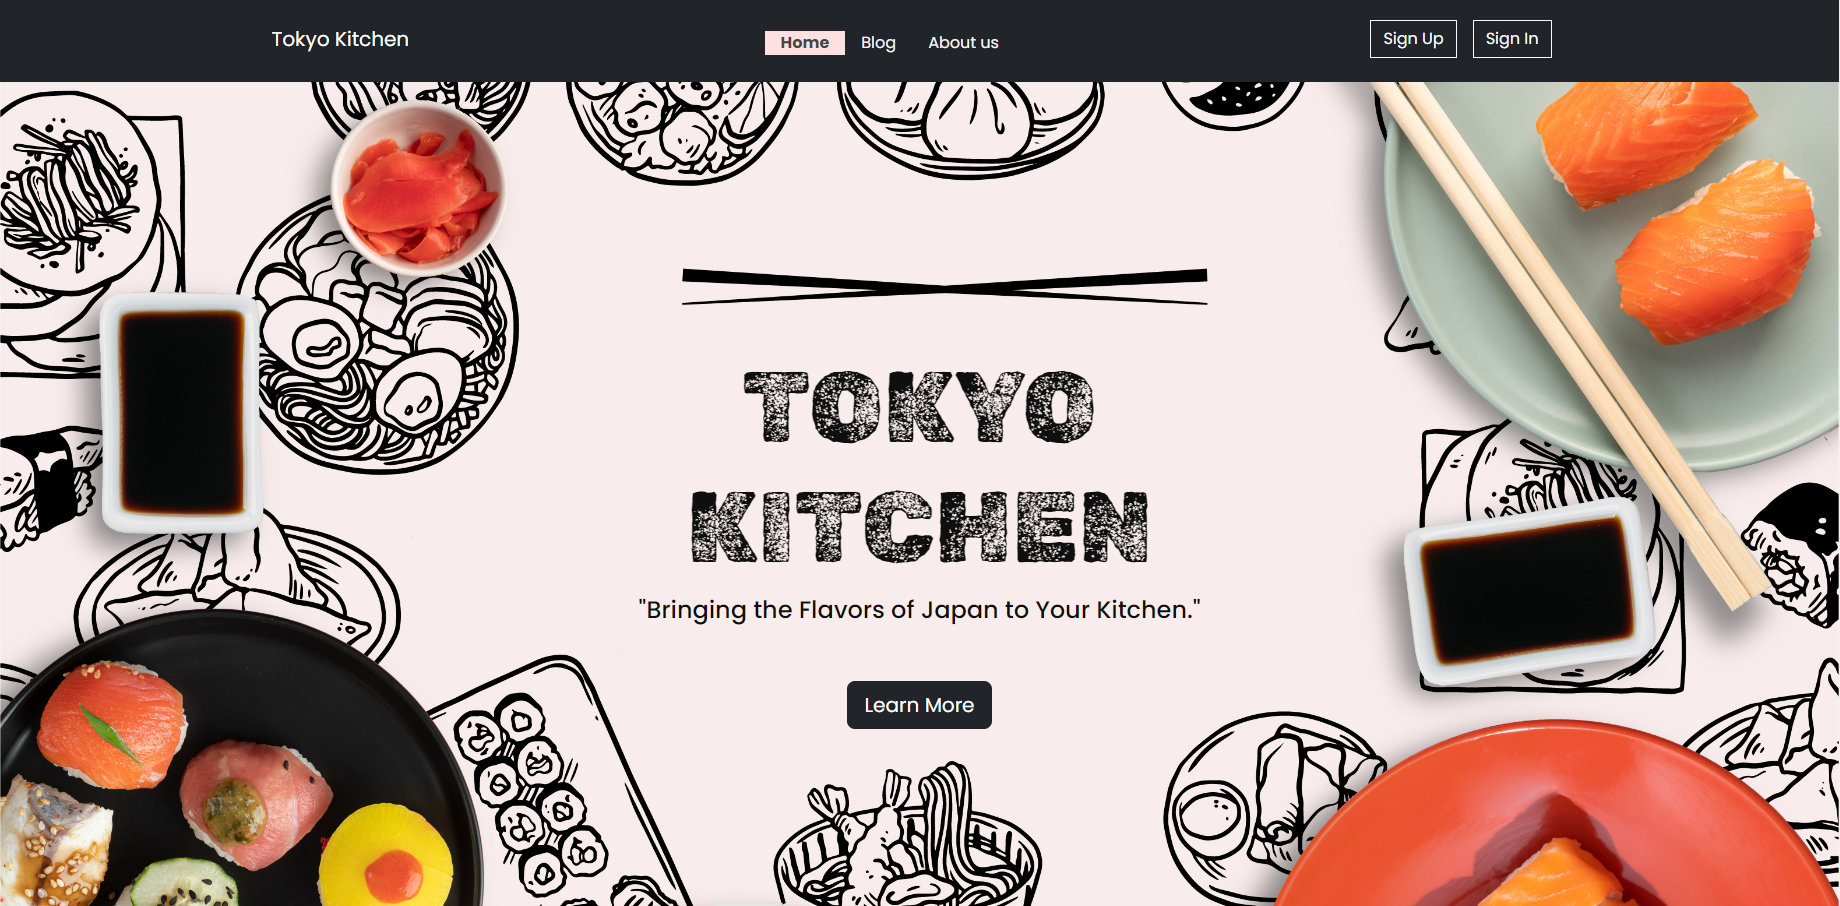 Tokyo Kitchen
Home Blog About us
Sign Up Sign In
TOKYO
KITCHEN
"Bringing the Flavors of Japan to Your Kitchen."
Learn More